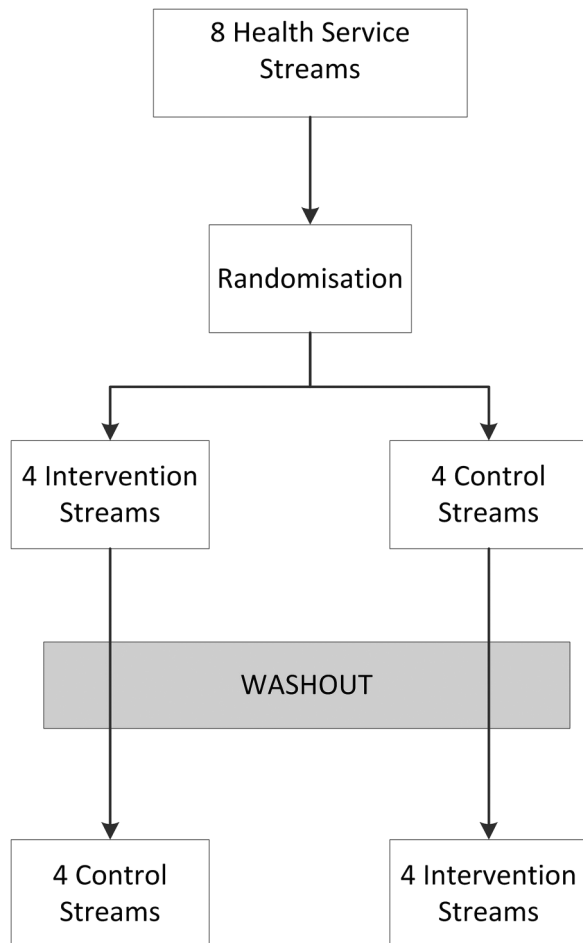 8 Health Service
Streams
Randomisation
4 Intervention
Streams
4 Control
Streams
WASHOUT
4 Control
Streams
4 Intervention
Streams